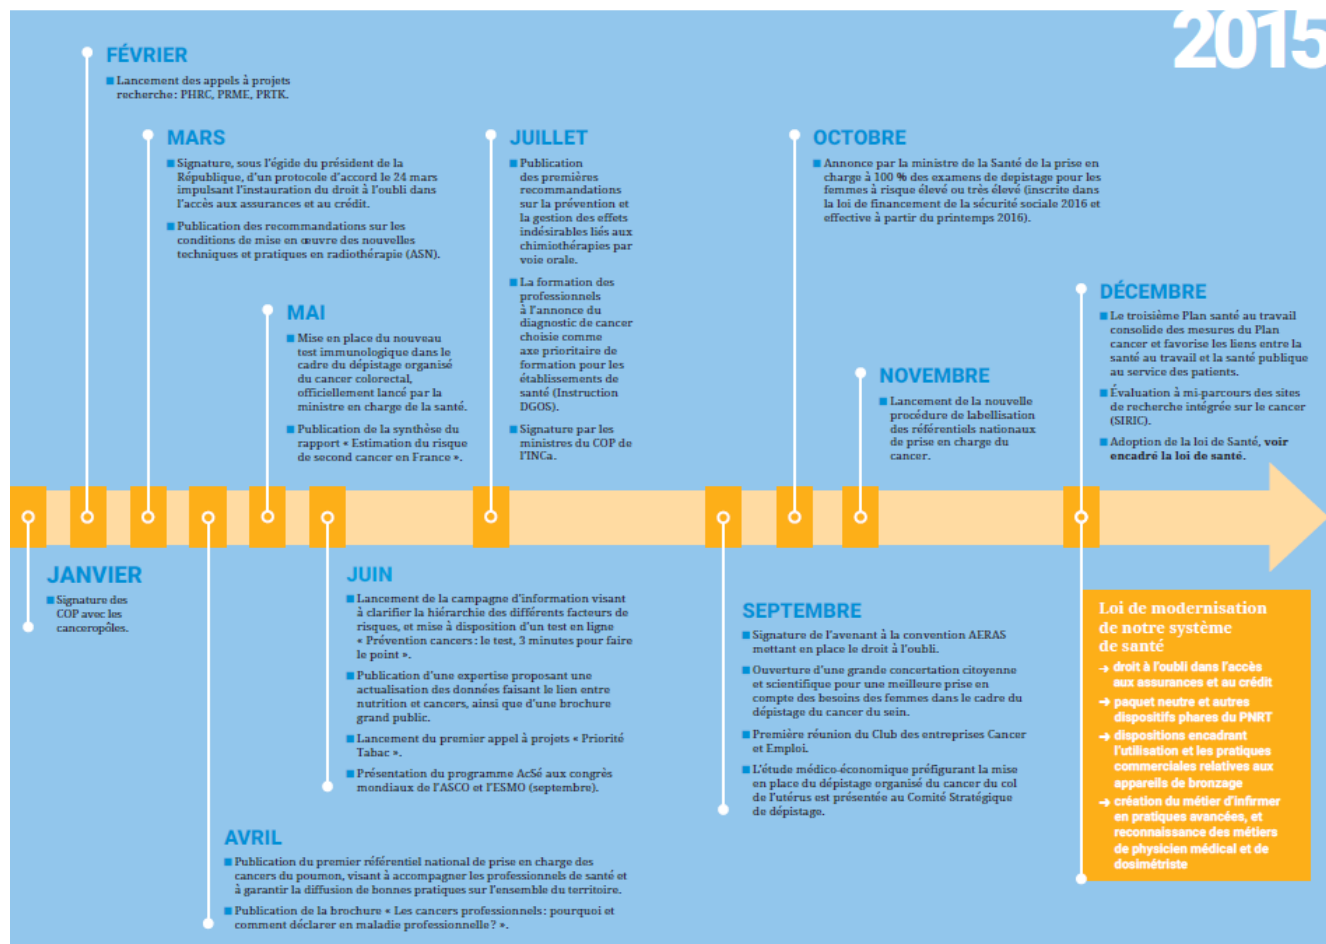 2015
FÉVRIER
■ Lancement des appels à projets
recherche : PHRC, PRME, PRTK.
MARS
■ Signature, sous l'égide du président de la
République, d'un protocole d'accord le 24 mars
impulsant l'instauration du droit à l'oubli dans
l'accès aux assurances et au crédit.
■ Publication des recommandations sur les
conditions de mise en œuvre des nouvelles
techniques et pratiques en radiothérapie (ASN).
MAI
■ Mise en place du nouveau
test immunologique dans le
cadre du dépistage organisé
du cancer colorectal,
officiellement lancé par la
ministre en charge de la santé.
■ Publication de la synthèse du
rapport « Estimation du risque
de second cancer en France ».
JUILLET
■ Publication
des premières
recommandations
sur la prévention et
la gestion des effets
indésirables liés aux
chimiothérapies par
voie orale.
■ La formation des
professionnels
à l'annonce du
diagnostic de cancer
choisie comme
axe prioritaire de
formation pour les
établissements de
santé (Instruction
DGOS).
■ Signature par les
ministres du COP de
l'INCa.
OCTOBRE
■ Annonce par la ministre de la Santé de la prise en
charge à 100 % des examens de depistage pour les
femmes à risque élevé ou très élevé (inscrite dans
la loi de financement de la sécurité sociale 2016 et
effective à partir du printemps 2016).
NOVEMBRE
■ Lancement de la nouvelle
procédure de labellisation
des référentiels nationaux
de prise en charge du
cancer.
DÉCEMBRE
■ Le troisième Plan santé au travail
consolide des mesures du Plan
cancer et favorise les liens entre la
santé au travail et la santé publique
au service des patients.
■ Évaluation à mi-parcours des sites
de recherche intégrée sur le cancer
(SIRIC).
■ Adoption de la loi de Santé, voir
encadré la loi de santé.
JANVIER
■ Signature des
COP avec les
canceropôles.
JUIN
■ Lancement de la campagne d'information visant
à clarifier la hiérarchie des différents facteurs de
risques, et mise à disposition d'un test en ligne
« Prévention cancers : le test, 3 minutes pour faire
le point ».
■ Publication d'une expertise proposant une
actualisation des données faisant le lien entre
nutrition et cancers, ainsi que d'une brochure
grand public.
■ Lancement du premier appel à projets « Priorité
Tabac ».
■ Présentation du programme AcSé aux congrès
mondiaux de l'ASCO et l'ESMO (septembre).
AVRIL
■ Publication du premier référentiel national de prise en charge des
cancers du poumon, visant à accompagner les professionnels de santé et
à garantir la diffusion de bonnes pratiques sur l'ensemble du territoire.
■ Publication de la brochure « Les cancers professionnels : pourquoi et
comment déclarer en maladie professionnelle ? ».
SEPTEMBRE
■ Signature de l'avenant à la convention AERAS
mettant en place le droit à l'oubli.
■ Ouverture d'une grande concertation citoyenne
et scientifique pour une meilleure prise en
compte des besoins des femmes dans le cadre du
dépistage du cancer du sein.
■ Première réunion du Club des entreprises Cancer
et Emploi.
■ L'étude médico-économique préfigurant la mise
en place du dépistage organisé du cancer du col
de l'utérus est présentée au Comité Stratégique
de dépistage.
Loi de modernisation
de notre système
de santé
→ droit à l'oubli dans l'accès
aux assurances et au crédit
→ paquet neutre et autres
dispositifs phares du PNRT
→ dispositions encadrant
l'utilisation et les pratiques
commerciales relatives aux
appareils de bronzage
→ création du métier d'infirmer
en pratiques avancées, et
reconnaissance des métiers
de physicien médical et de
dosimétriste